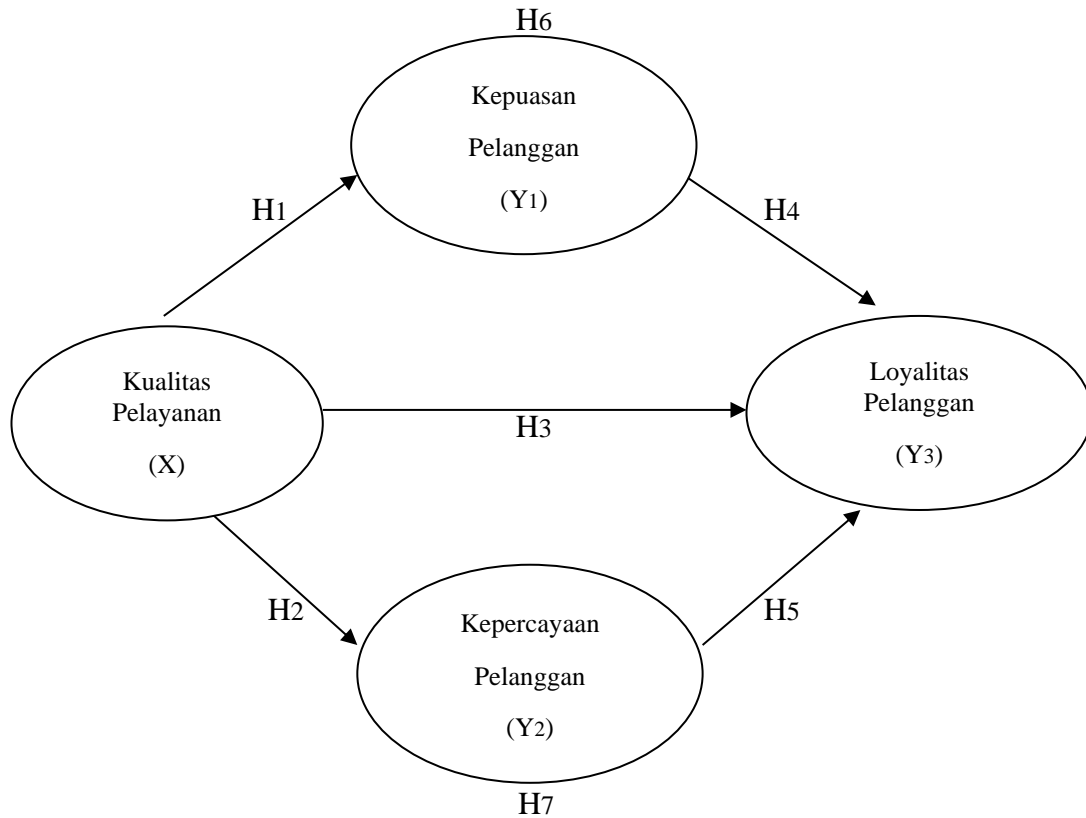 H6
Kepuasan
Pelanggan
(Y1)
H1
H4
Kualitas
Pelayanan
(X)
H3
Loyalitas
Pelanggan
(Y3)
H2
Kepercayaan
Pelanggan
(Y2)
H5
H7